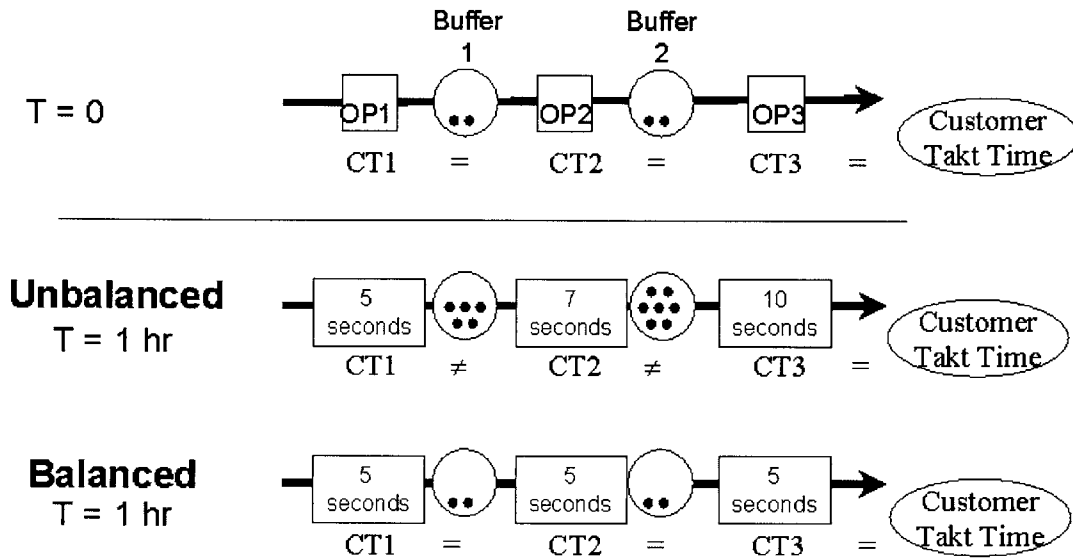 Buffer 1
Buffer 2
T = 0
OP1
OP2
OP3
CT1 = CT2 = CT3 =
Customer
Takt Time
Unbalanced
T = 1 hr
5 seconds
7 seconds
10 seconds
CT1 ≠ CT2 ≠ CT3 =
Customer
Takt Time
Balanced
T = 1 hr
5 seconds
5 seconds
5 seconds
CT1 = CT2 = CT3 =
Customer
Takt Time